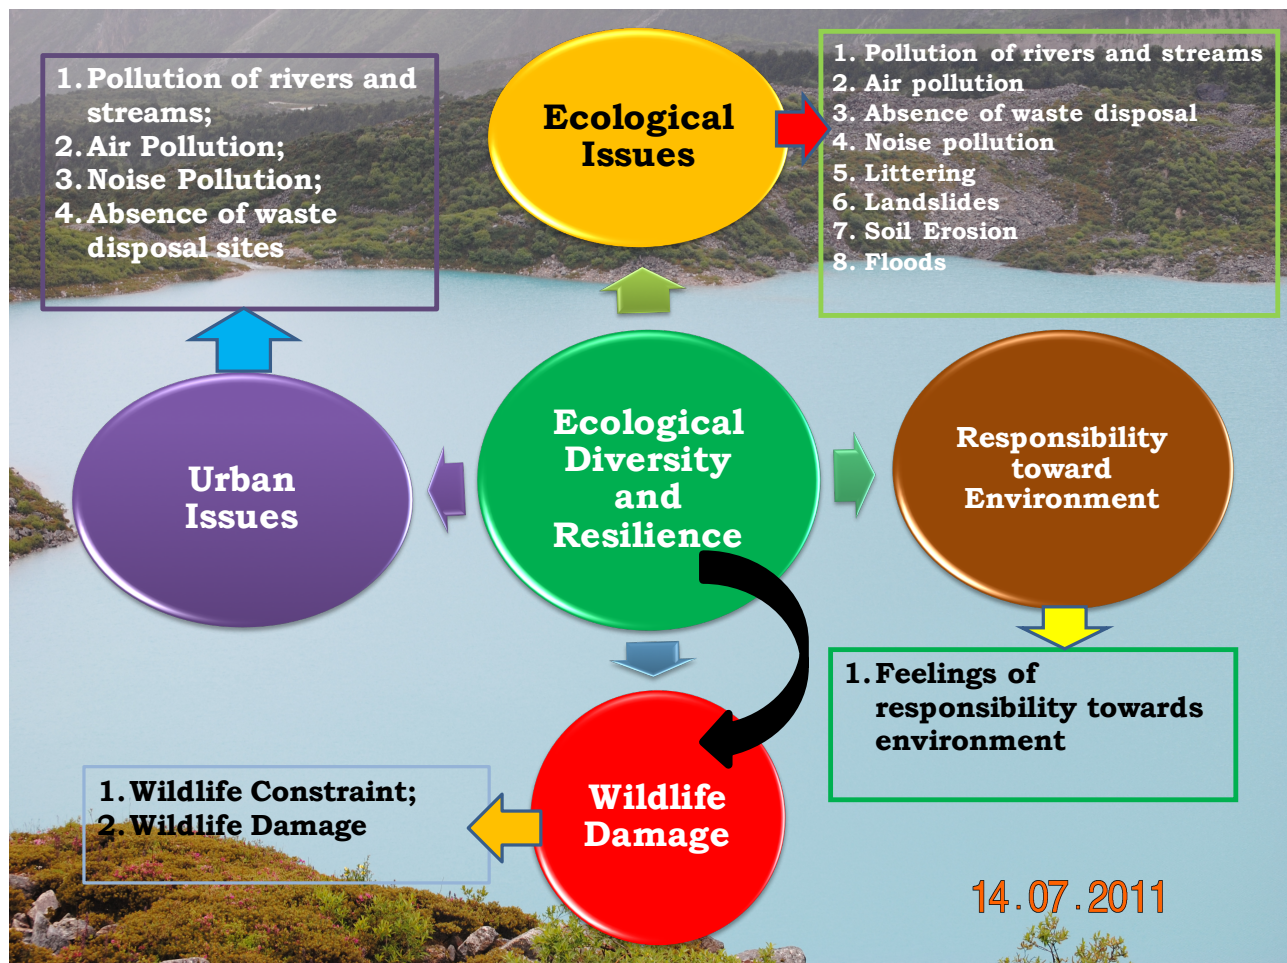 1. Pollution of rivers and
streams;
2. Air Pollution;
3. Noise Pollution;
4. Absence of waste
disposal sites
Ecological
Issues
1. Pollution of rivers and streams
2. Air pollution
3. Absence of waste disposal
4. Noise pollution
5. Littering
6. Landslides
7. Soil Erosion
8. Floods
Urban
Issues
Ecological
Diversity
and
Resilience
Responsibility
toward
Environment
1. Feelings of
responsibility towards
environment
1. Wildlife Constraint;
2. Wildlife Damage
Wildlife
Damage
14.07.2011